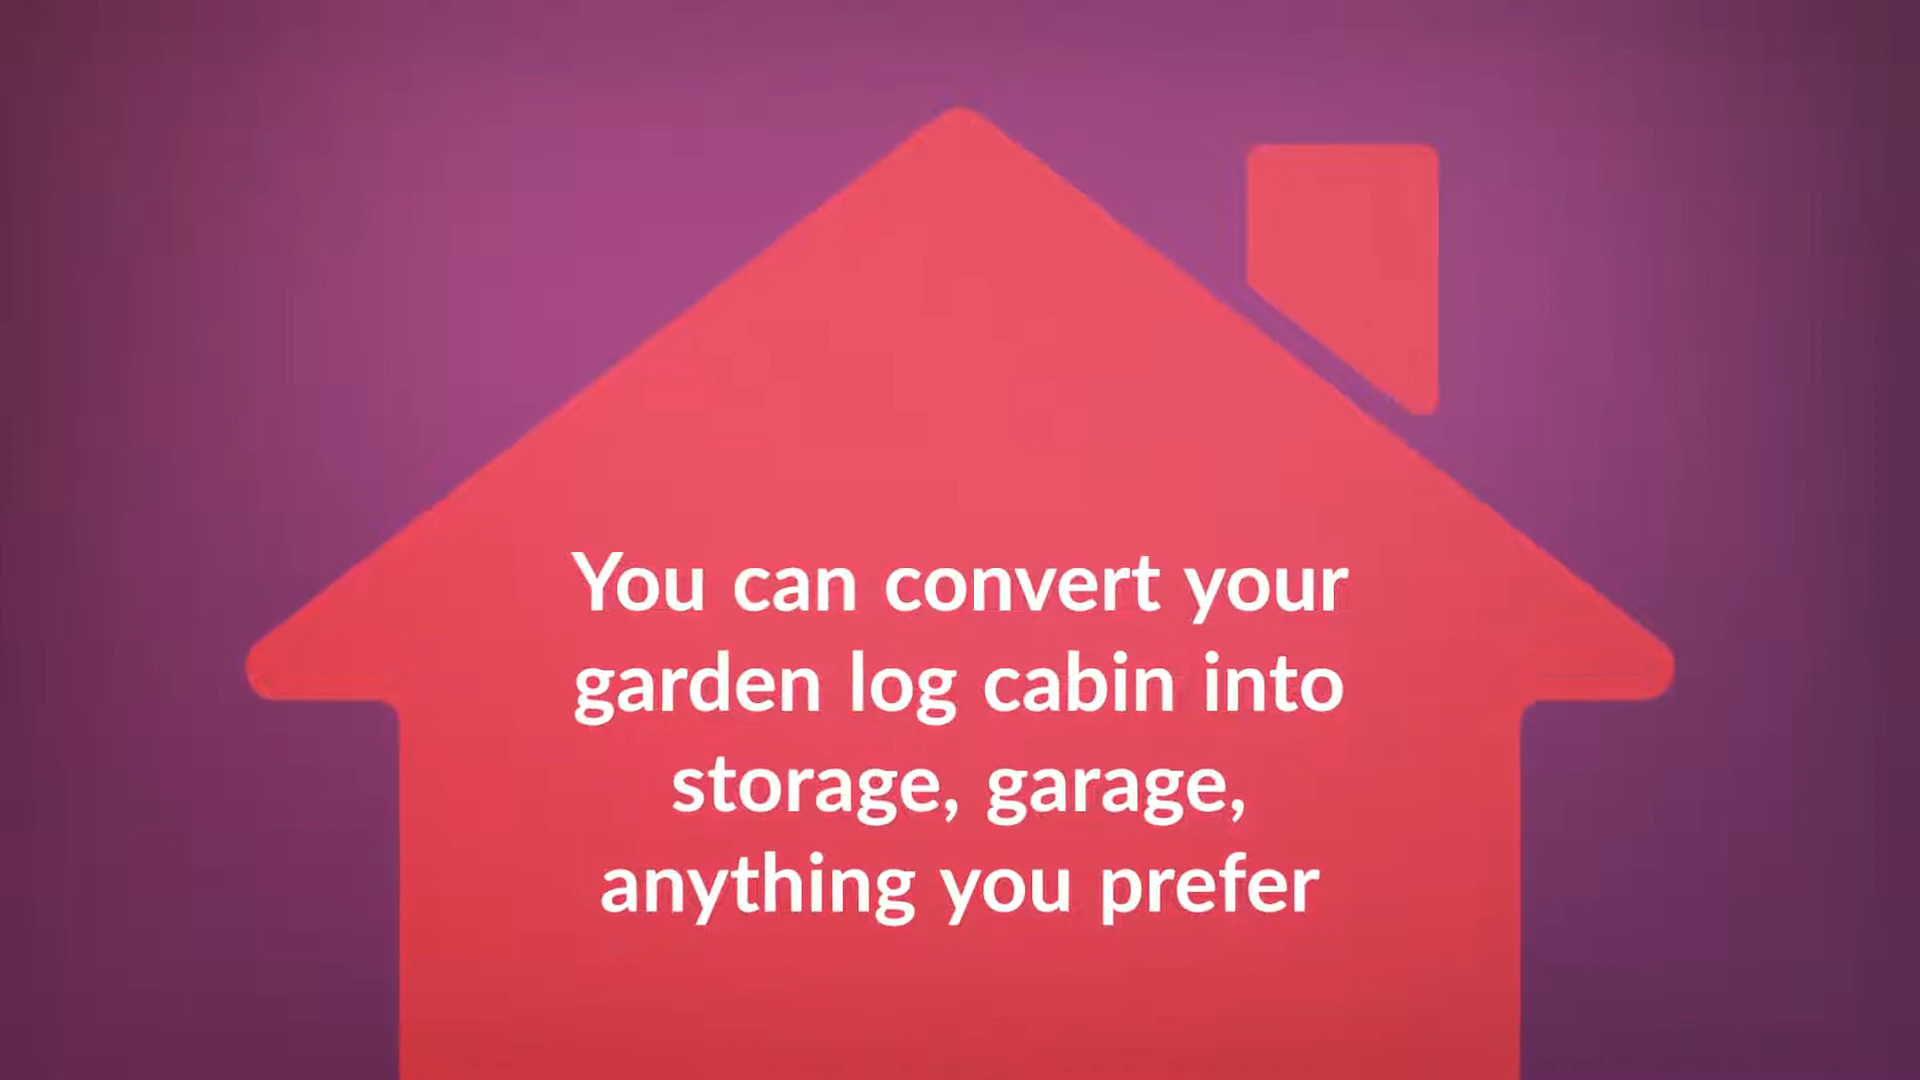 You can convert your
garden log cabin into
storage, garage,
anything you prefer